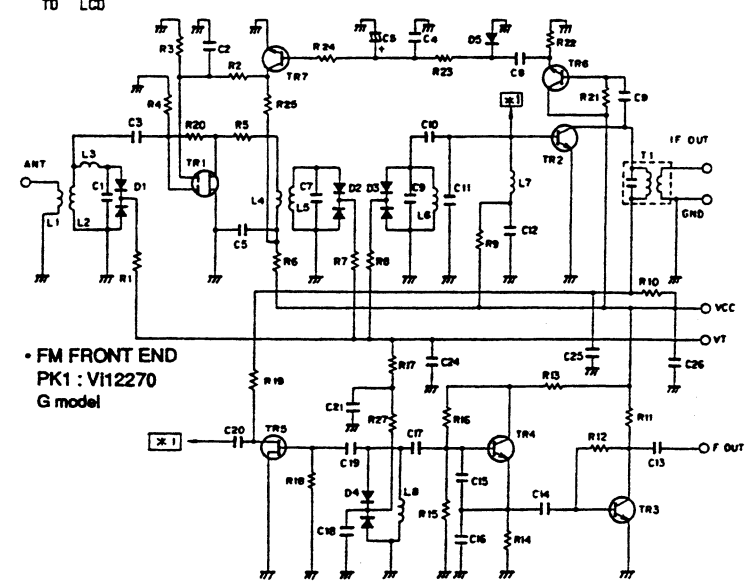 TO LCD
R3
C2
R24
C6
+
C4
D5
R22
R23
C8
TR7
TR6
R2
R4
R25
R21
C9
C3
R20
R5
C10
TR2
IF OUT
L3
TR1
T1
ANT
C1
D1
L4
C7
D2
D3
C9
L7
L1
L2
L5
L6
C11
GND
C5
R9
C12
R1
R6
R7
R8
R10
VCC
VT
• FM FRONT END
PK1 : Vi12270
G model
R17
C24
C25
C26
R19
R13
C21
R27
C17
R16
R11
C20
TR5
TR4
R12
F OUT
C19
C13
R18
D4
L8
C15
C14
R15
TR3
C18
C16
R14